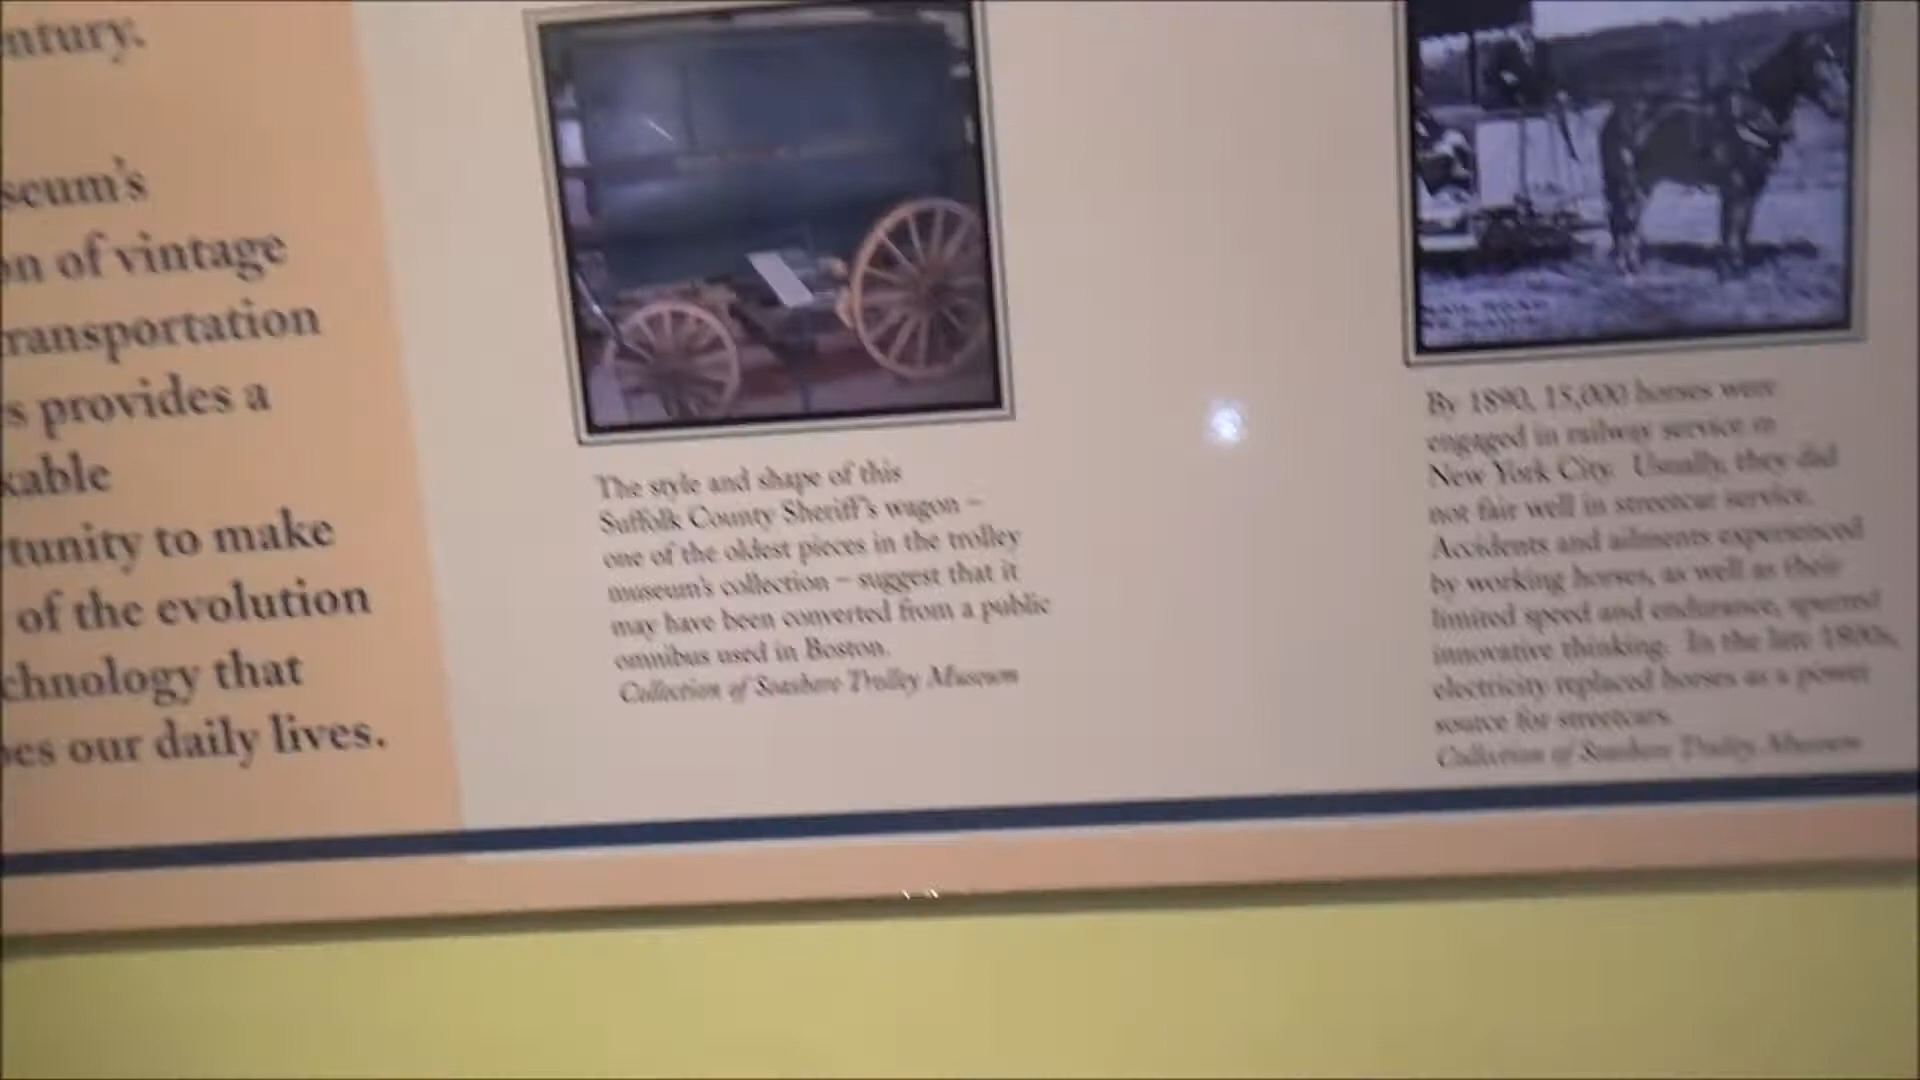 ntury.
seum's
on of vintage
ransportation
s provides a
kable
tunity to make
of the evolution
chnology that
es our daily lives.
The style and shape of this
Suffolk County Sheriff's wagon –
one of the oldest pieces in the trolley
museum's collection – suggest that it
may have been converted from a public
omnibus used in Boston.
Collection of Seashore Trolley Museum
By 1890, 15,000 horses were
engaged in railway service in
New York City. Usually, they did
not fair well in streetcar service.
Accidents and ailments experienced
by working horses, as well as their
limited speed and endurance, spurred
innovative thinking. In the late 1800s,
electricity replaced horses as a power
source for streetcars.
Collection of Seashore Trolley Museum